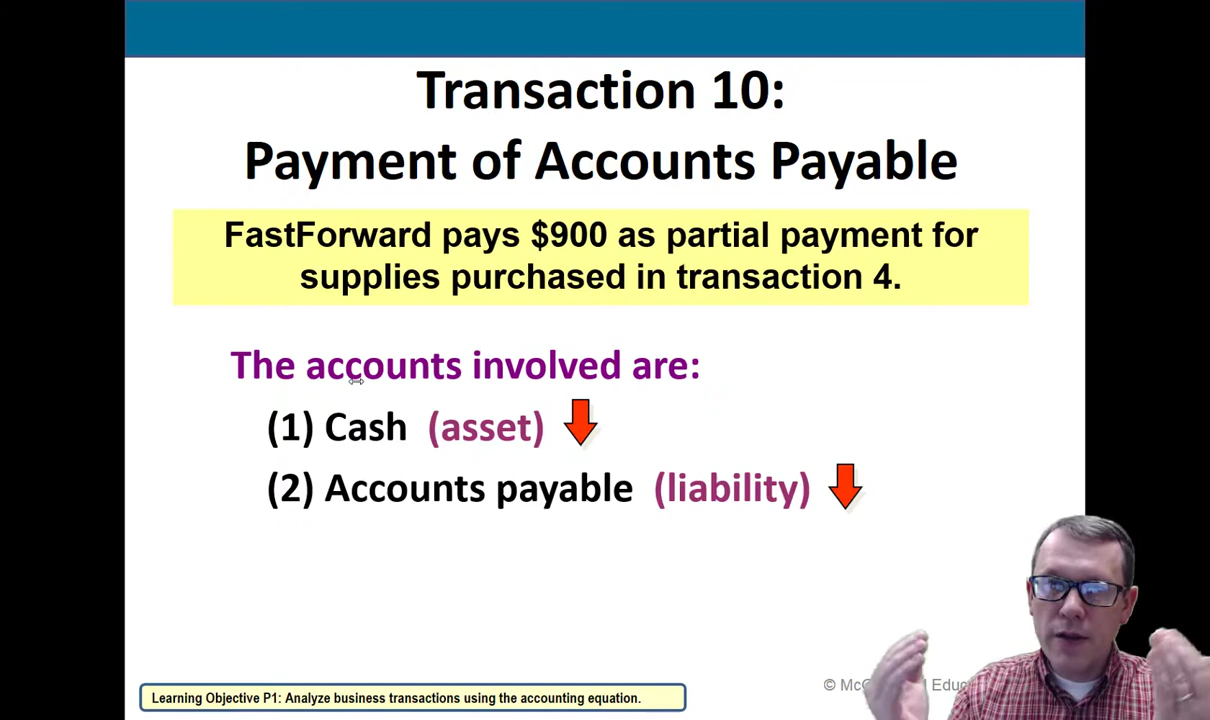 Transaction 10:
Payment of Accounts Payable
FastForward pays $900 as partial payment for
supplies purchased in transaction 4.
The accounts involved are:
(1) Cash (asset)
(2) Accounts payable (liability)
Learning Objective P1: Analyze business transactions using the accounting equation.
©